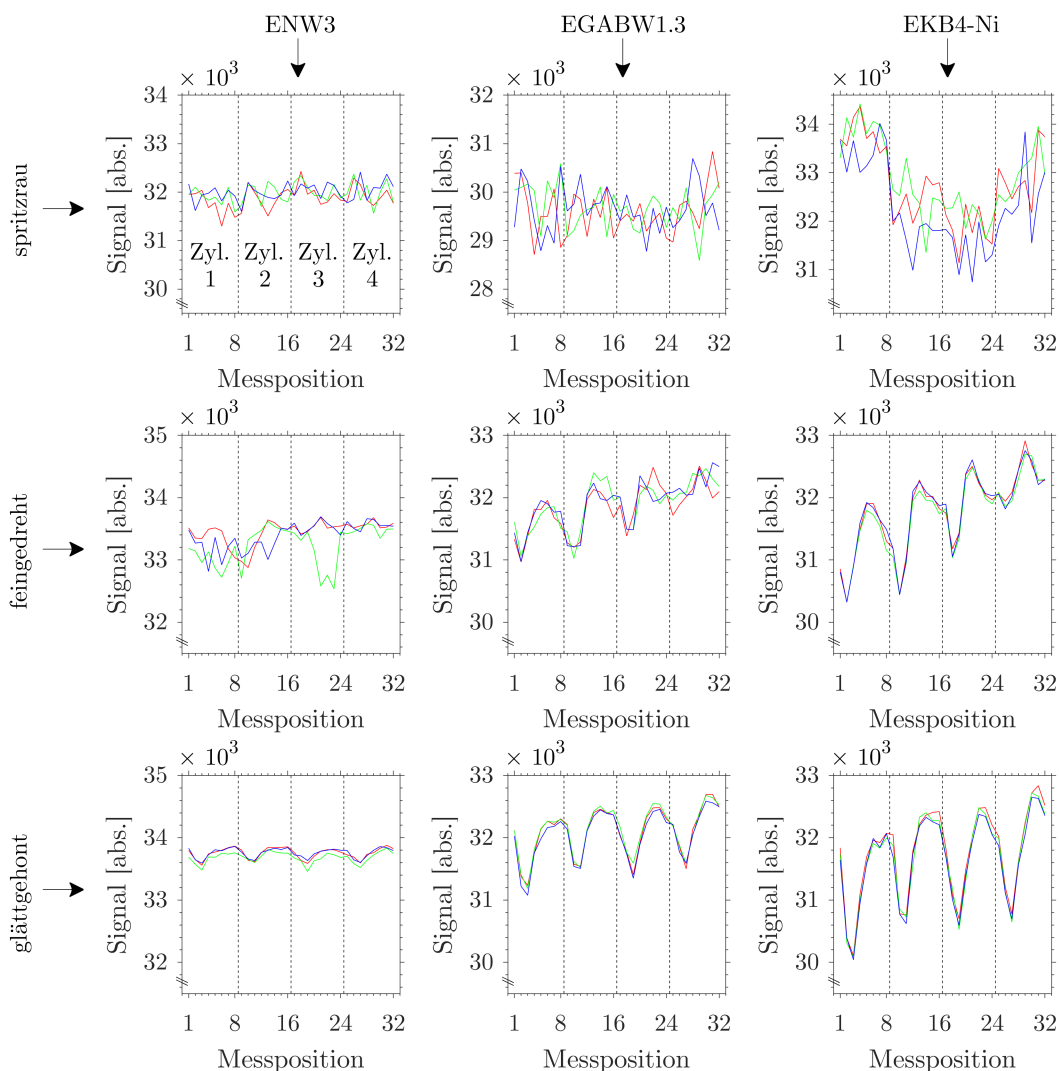 ENW3 EGABW1.3 EKB4-Ni
spritzrau
× 10³ × 10³ × 10³
Signal [abs.] Signal [abs.] Signal [abs.]
34 33 32 31 30
32 31 30 29 28
34 33 32 31
Zyl. 1 Zyl. 2 Zyl. 3 Zyl. 4
1 8 16 24 32 1 8 16 24 32 1 8 16 24 32
Messposition Messposition Messposition
feingedreht
× 10³ × 10³ × 10³
Signal [abs.] Signal [abs.] Signal [abs.]
35 34 33 32
33 32 31 30
33 32 31 30
1 8 16 24 32 1 8 16 24 32 1 8 16 24 32
Messposition Messposition Messposition
glättgehont
× 10³ × 10³ × 10³
Signal [abs.] Signal [abs.] Signal [abs.]
35 34 33 32
33 32 31 30
33 32 31 30
1 8 16 24 32 1 8 16 24 32 1 8 16 24 32
Messposition Messposition Messposition